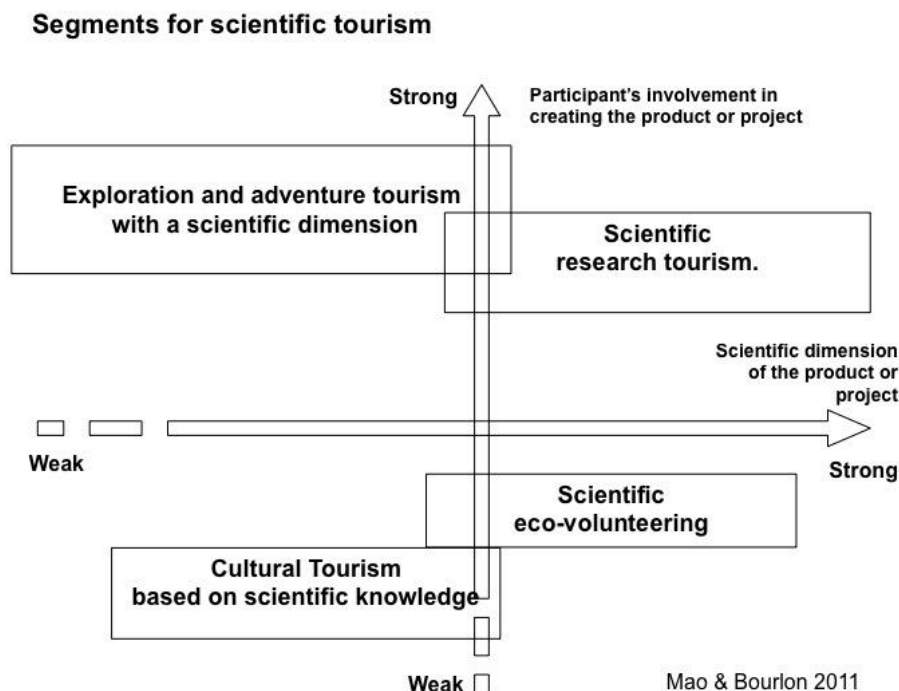 Segments for scientific tourism
Strong
Participant's involvement in
creating the product or project
Exploration and adventure tourism
with a scientific dimension
Scientific
research tourism.
Scientific dimension
of the product or
project
Weak
Strong
Scientific
eco-volunteering
Cultural Tourism
based on scientific knowledge
Weak
Mao & Bourlon 2011